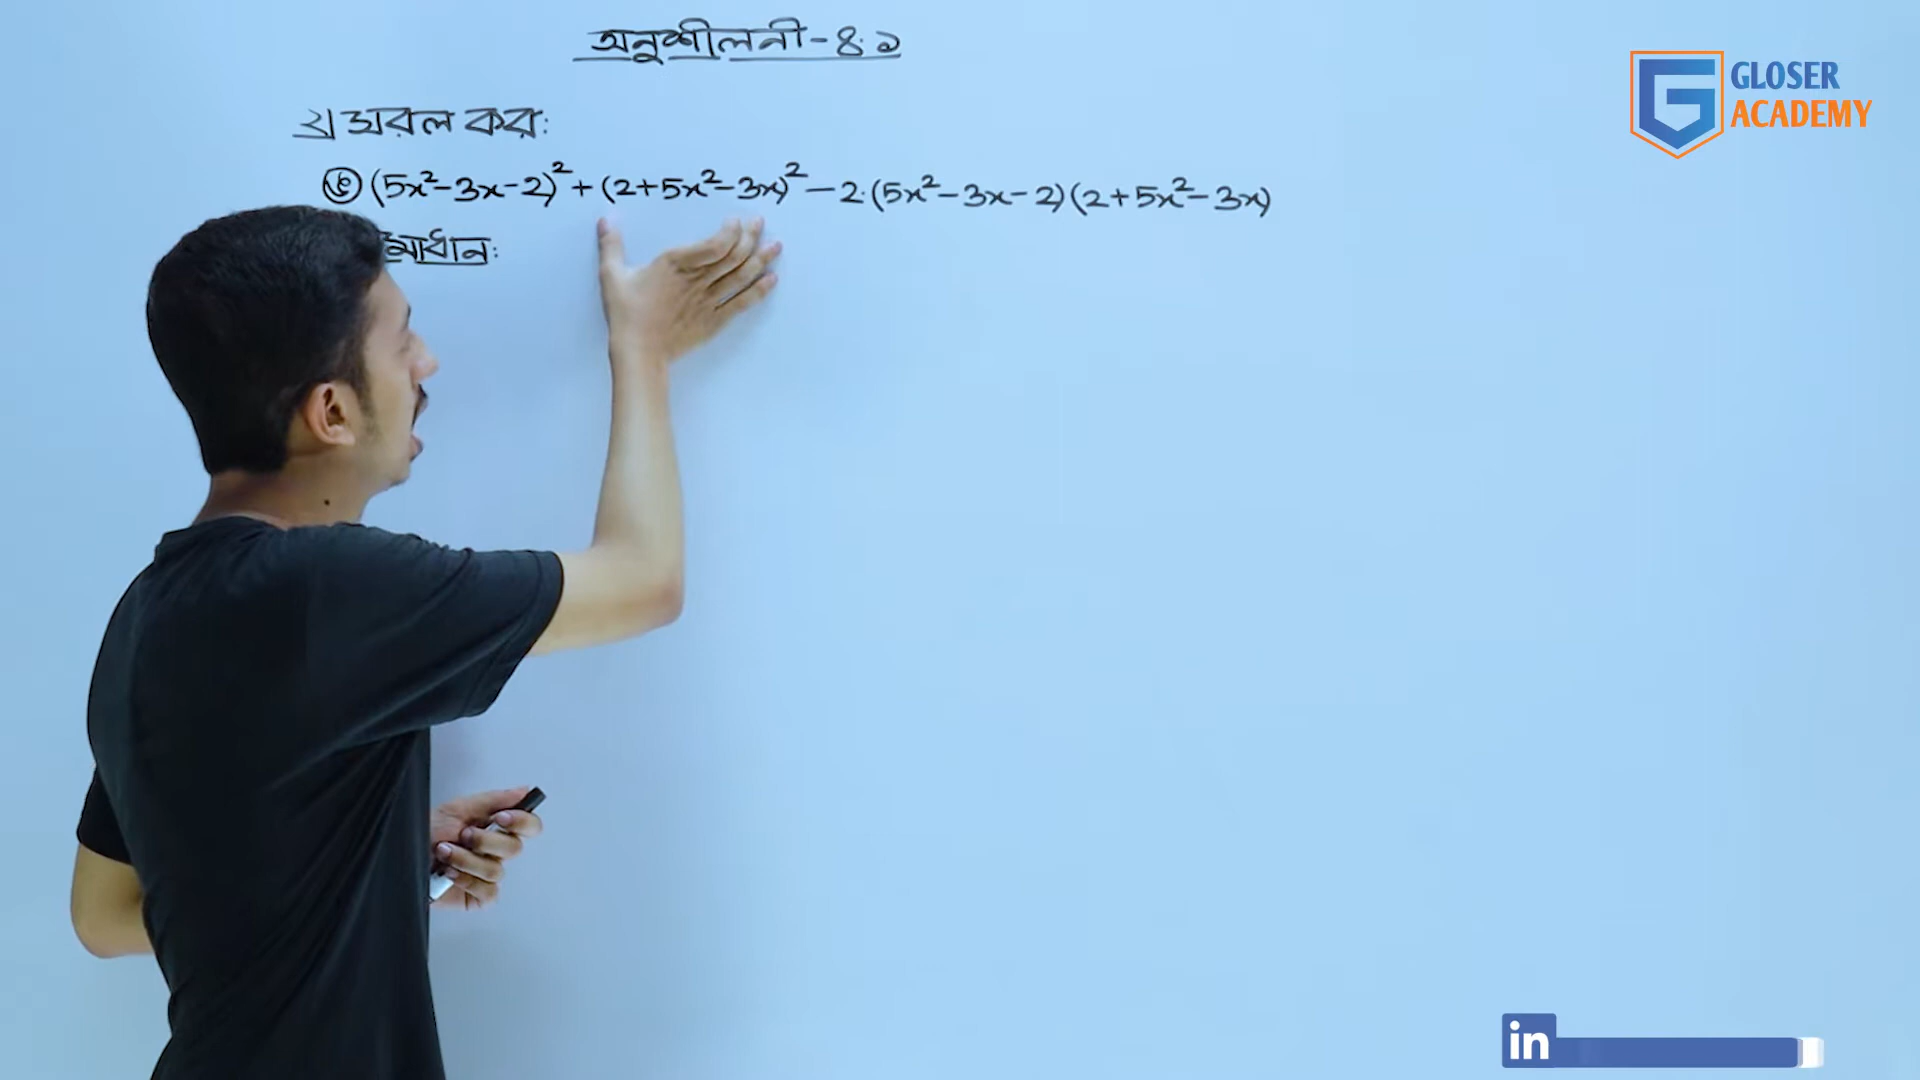 অনুশীলনী-৪.১
২। সরল কর:
ঙ (5x²-3x-2)² + (2+5x²-3x)² - 2.(5x²-3x-2)(2+5x²-3x)
মাধান:
GLOSER
ACADEMY
in